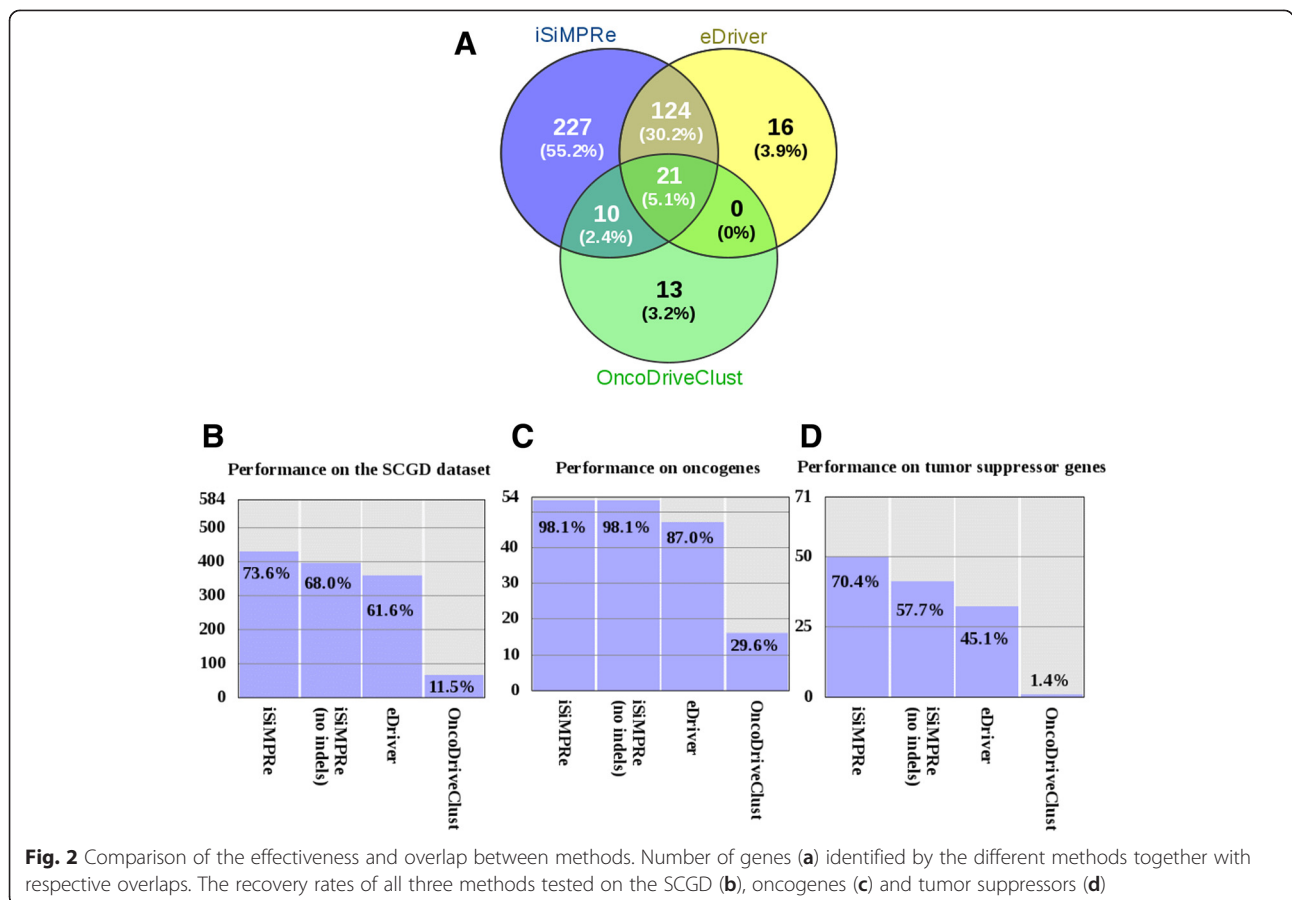 A
iSiMPRe
eDriver
227
(55.2%)
124
(30.2%)
16
(3.9%)
21
(5.1%)
10
(2.4%)
0
(0%)
13
(3.2%)
OncoDriveClust
B
Performance on the SCGD dataset
584
500
400
300
200
100
0
73.6%
68.0%
61.6%
11.5%
iSiMPRe
iSiMPRe
(no indels)
eDriver
OncoDriveClust
C
Performance on oncogenes
54
40
30
20
10
0
98.1%
98.1%
87.0%
29.6%
iSiMPRe
iSiMPRe
(no indels)
eDriver
OncoDriveClust
D
Performance on tumor suppressor genes
71
50
25
0
70.4%
57.7%
45.1%
1.4%
iSiMPRe
iSiMPRe
(no indels)
eDriver
OncoDriveClust
Fig. 2 Comparison of the effectiveness and overlap between methods. Number of genes (a) identified by the different methods together with
respective overlaps. The recovery rates of all three methods tested on the SCGD (b), oncogenes (c) and tumor suppressors (d)